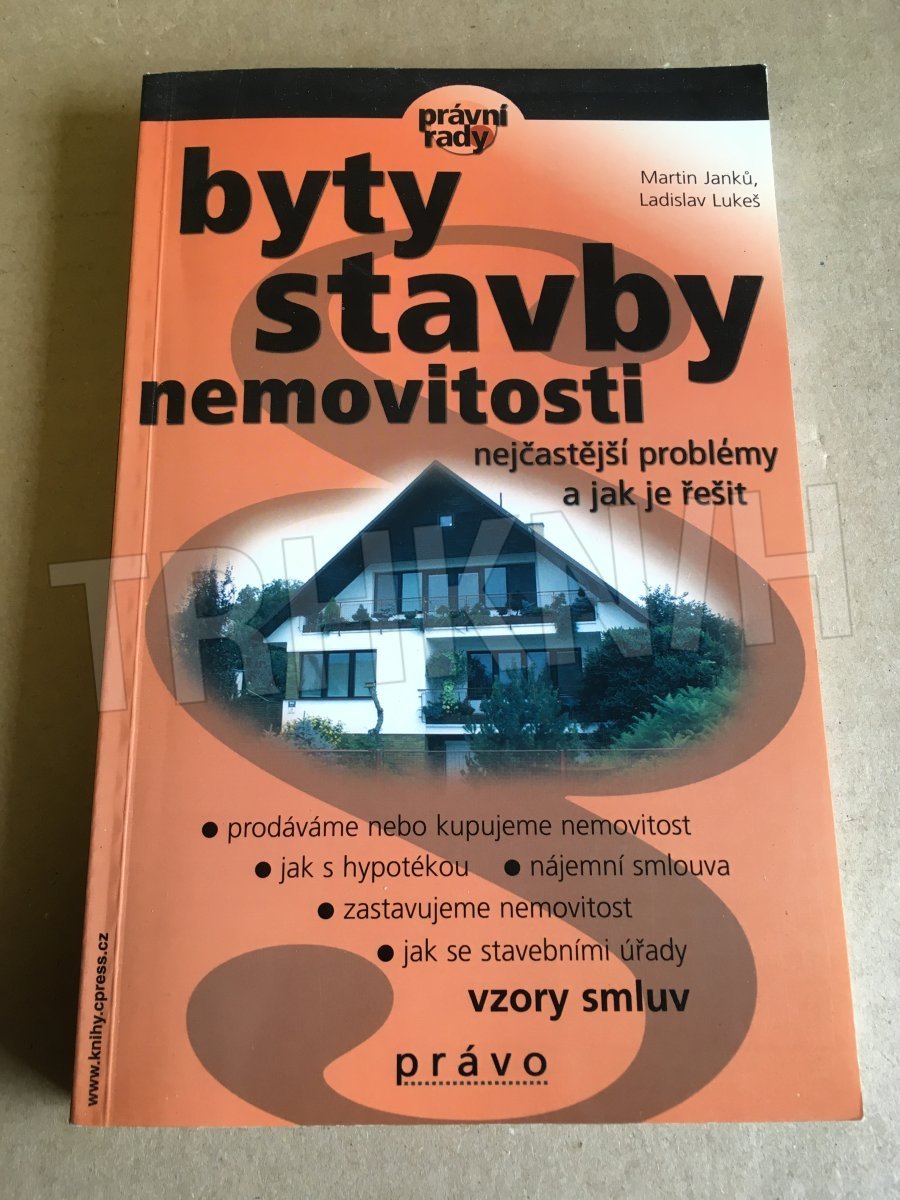 právní
rady
Martin Janků,
Ladislav Lukeš
byty
stavby
nemovitosti
nejčastější problémy
a jak je řešit
TRHKNIH
• prodáváme nebo kupujeme nemovitost
• jak s hypotékou • nájemní smlouva
• zastavujeme nemovitost
• jak se stavebními úřady
vzory smluv
právo
www.knihy.cpress.cz